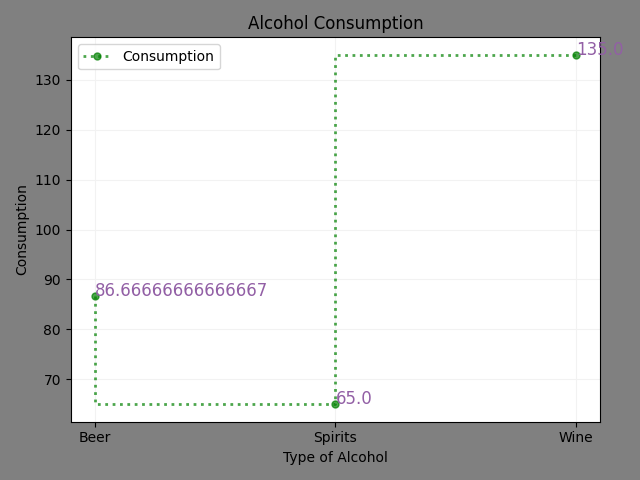 Alcohol Consumption
Consumption
135.0
130
120
110
100
90
80
70
Consumption
86.66666666666667
65.0
Beer
Spirits
Wine
Type of Alcohol